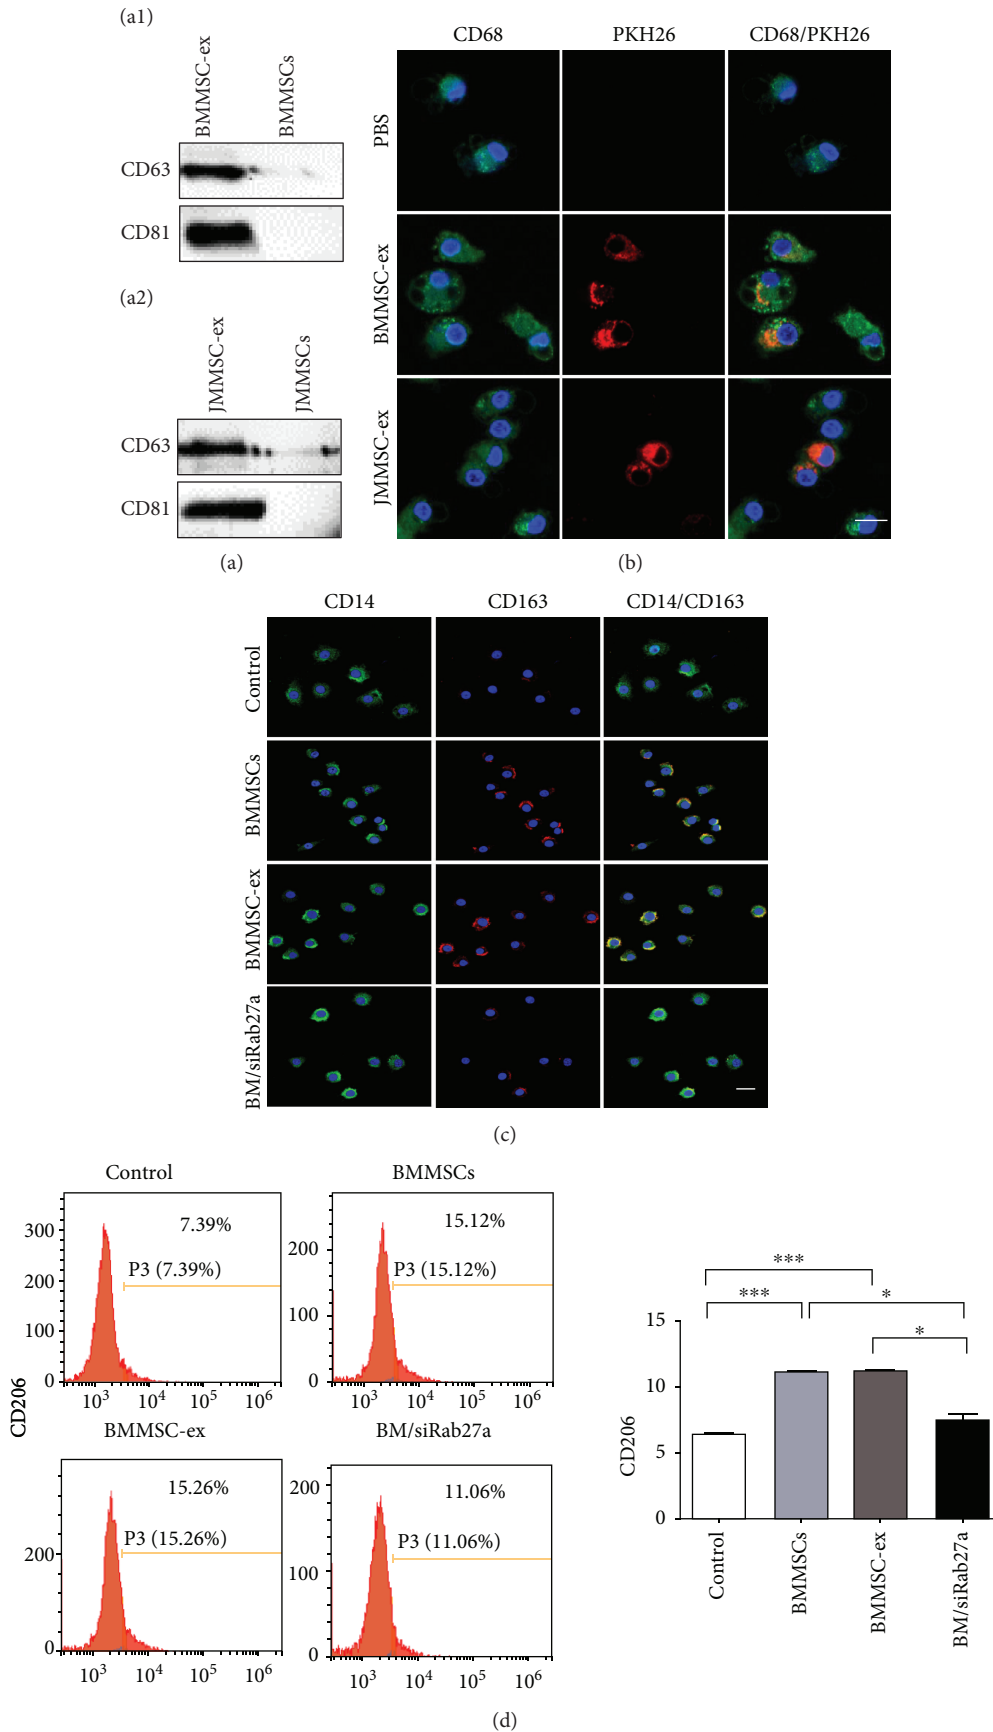 (a1)
BMMSC-ex
BMMSCs
CD63
CD81
(a2)
JMMSC-ex
JMMSCs
CD63
CD81
(a)
CD68
PKH26
CD68/PKH26
PBS
BMMSC-ex
JMMSC-ex
(b)
CD14
CD163
CD14/CD163
Control
BMMSCs
BMMSC-ex
BM/siRab27a
(c)
CD206
Control
7.39%
P3 (7.39%)
300
200
100
0
10³ 10⁴ 10⁵ 10⁶
BMMSCs
15.12%
P3 (15.12%)
200
100
0
10³ 10⁴ 10⁵ 10⁶
BMMSC-ex
15.26%
P3 (15.26%)
200
0
10³ 10⁴ 10⁵ 10⁶
BM/siRab27a
11.06%
P3 (11.06%)
200
100
0
10³ 10⁴ 10⁵ 10⁶
***
*** *
*
15
10
5
0
CD206
Control
BMMSCs
BMMSC-ex
BM/siRab27a
(d)